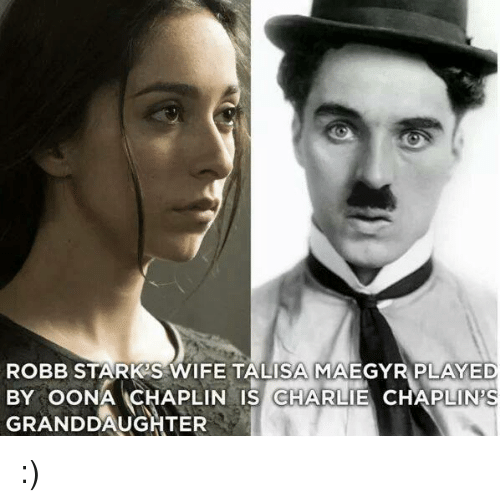 ROBB STARK'S WIFE TALISA MAEGYR PLAYED
BY OONA CHAPLIN IS CHARLIE CHAPLIN'S
GRANDDAUGHTER
:)